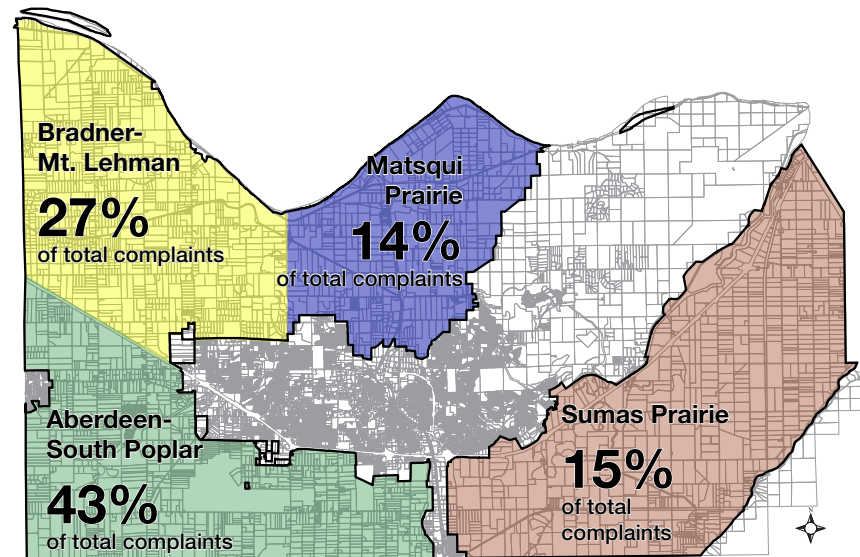 Bradner-
Mt. Lehman
27%
of total complaints
Matsqui
Prairie
14%
of total complaints
Aberdeen-
South Poplar
43%
of total complaints
Sumas Prairie
15%
of total
complaints